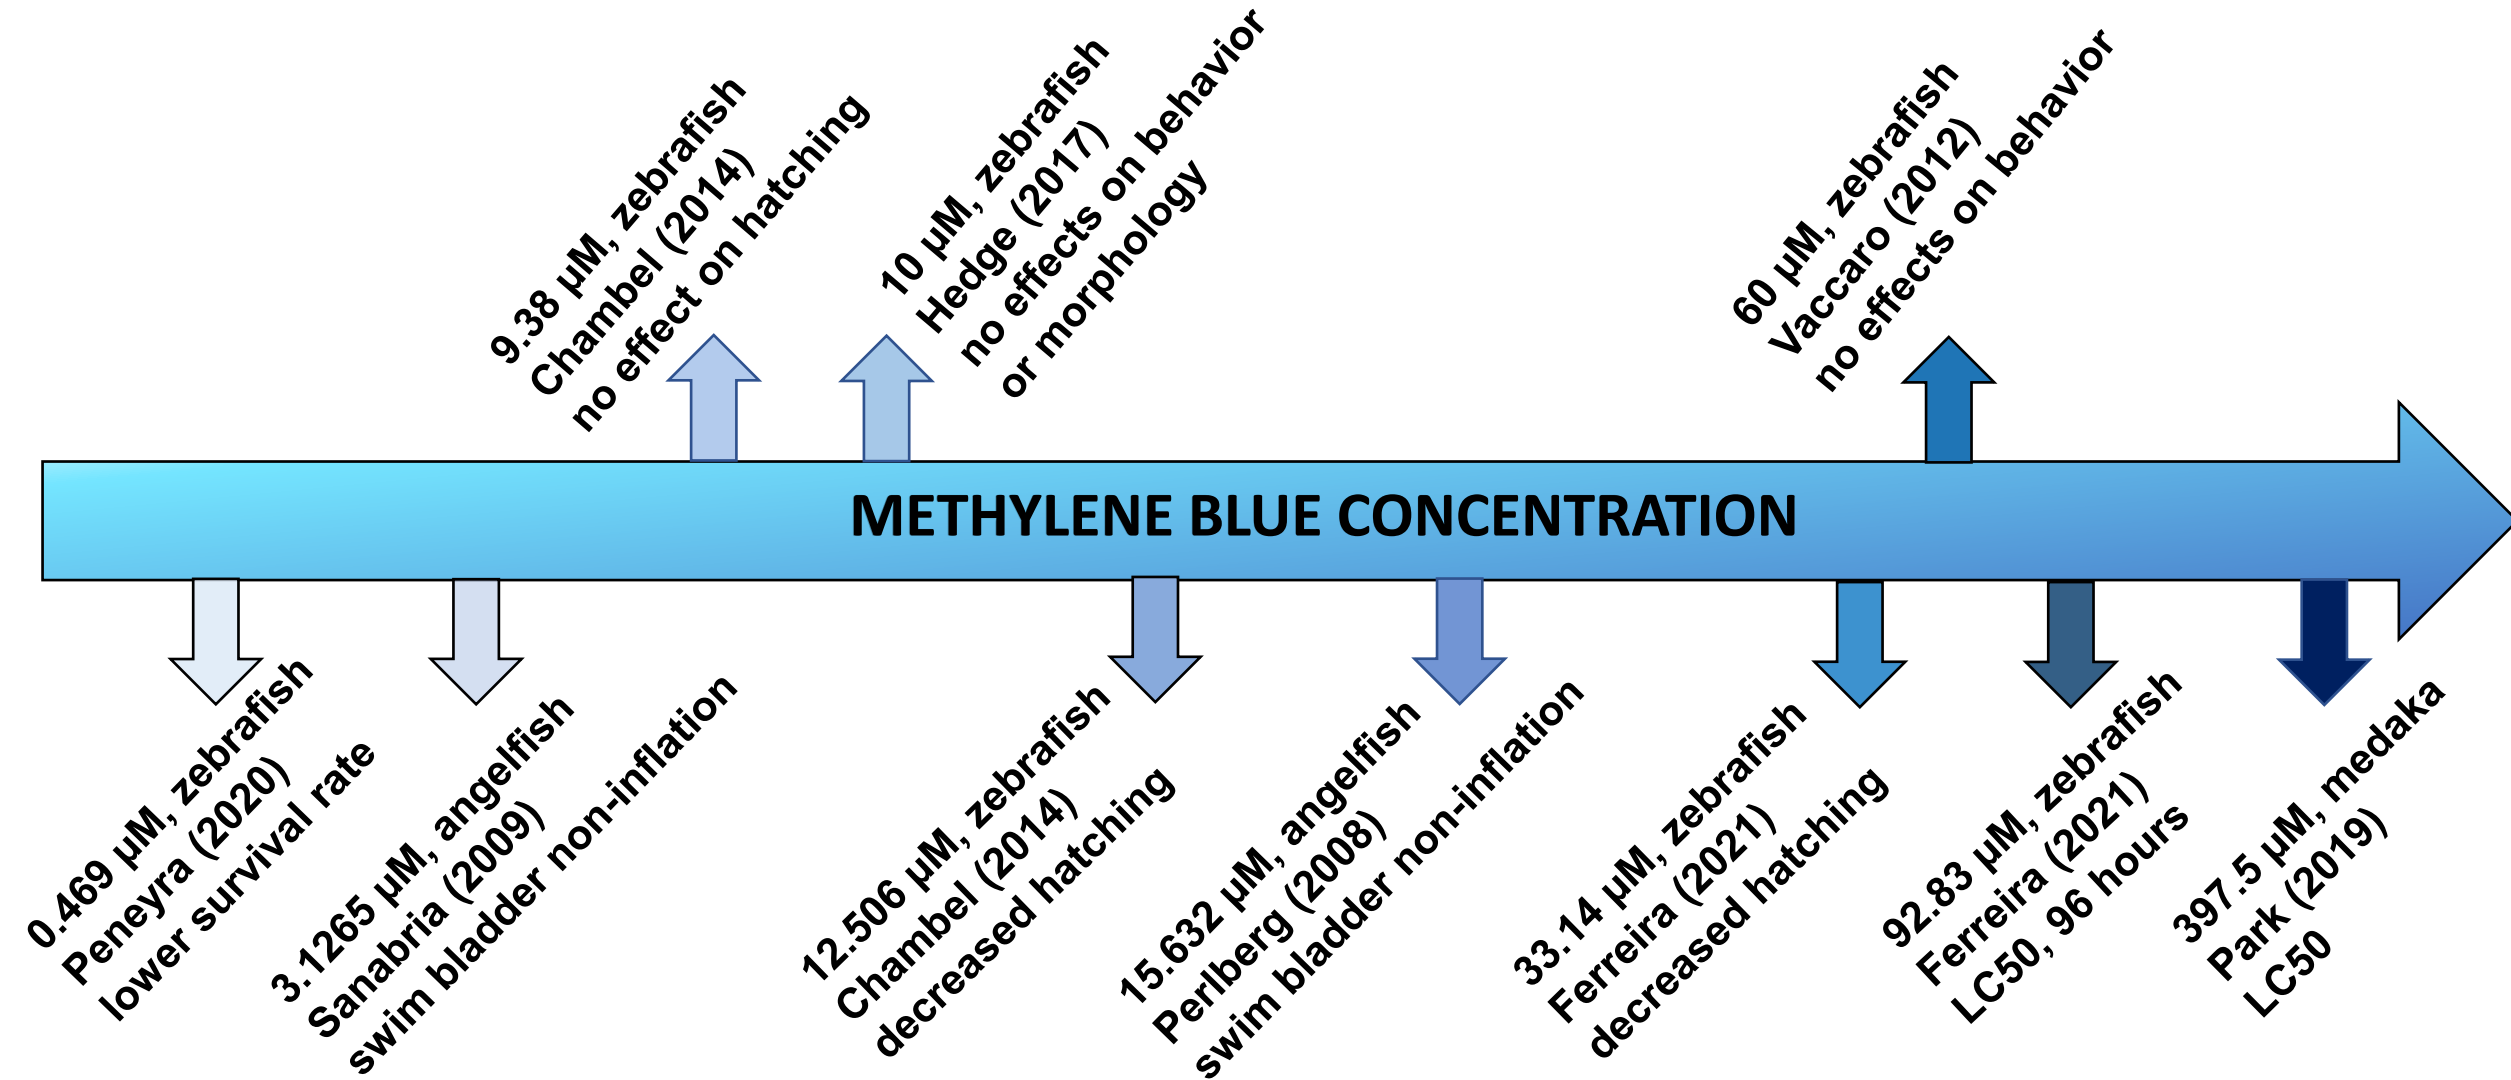 9.38 µM, zebrafish
Chambel (2014)
no effect on hatching
10 µM, zebrafish
Hedge (2017)
no effects on behavior
or morphology
60 µM, zebrafish
Vaccaro (2012)
no effects on behavior
METHYLENE BLUE CONCENTRATION
0.469 µM, zebrafish
Peneyra (2020)
lower survival rate
3.1265 µM, angelfish
Sanabria (2009)
swim bladder non-inflation
12.506 µM, zebrafish
Chambel (2014)
decreased hatching
15.632 µM, angelfish
Perlberg (2008)
swim bladder non-inflation
33.14 µM, zebrafish
Ferreira (2021)
decreased hatching
92.83 µM, zebrafish
Ferreira (2021)
LC50, 96 hours
397.5 µM, medaka
Park (2019)
LC50